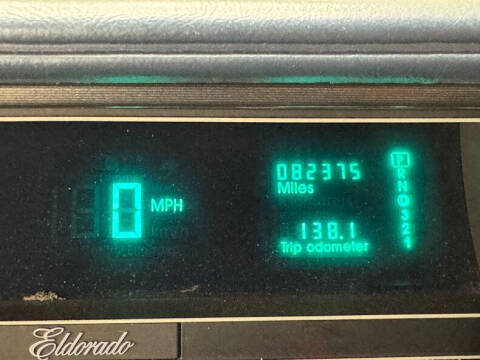 082375
Miles
0 MPH
138.1
Trip odometer
P
R
N
D
3
2
1
Eldorado